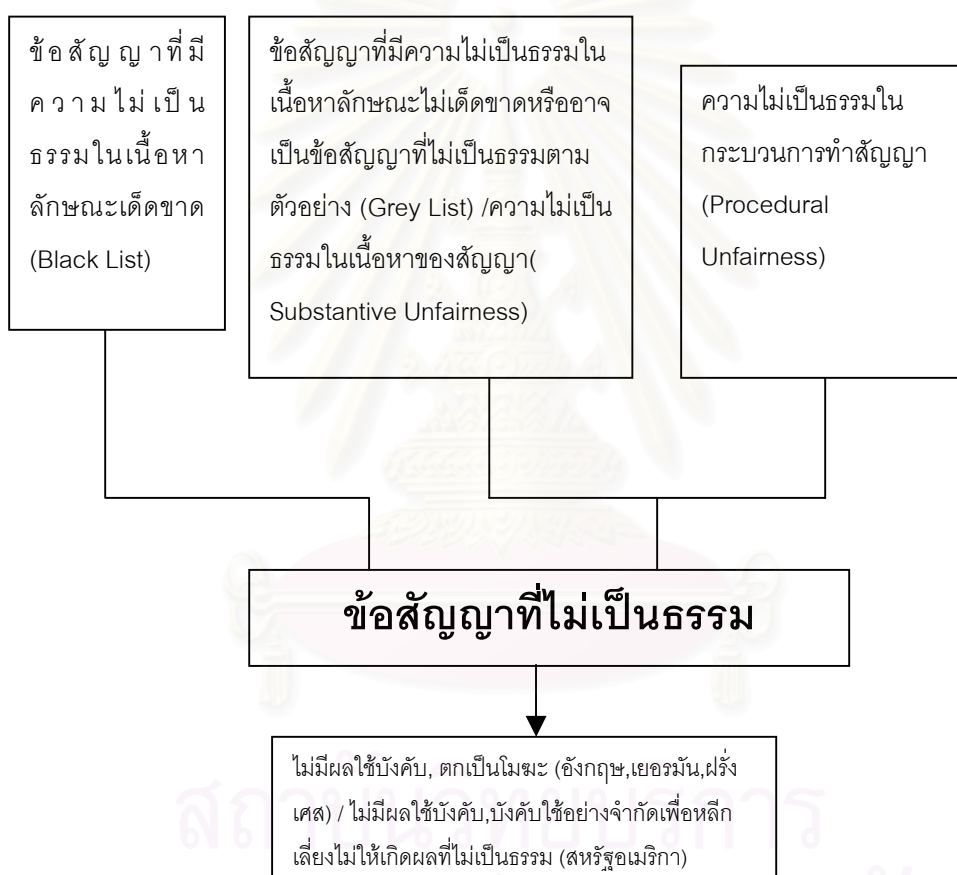 ข้อสัญญาที่มี
ความไม่เป็น
ธรรมในเนื้อหา
ลักษณะเด็ดขาด
(Black List)
ข้อสัญญาที่มีความไม่เป็นธรรมใน
เนื้อหาลักษณะไม่เด็ดขาดหรืออาจ
เป็นข้อสัญญาที่ไม่เป็นธรรมตาม
ตัวอย่าง (Grey List) /ความไม่เป็น
ธรรมในเนื้อหาของสัญญา(
Substantive Unfairness)
ความไม่เป็นธรรมใน
กระบวนการทำสัญญา
(Procedural
Unfairness)
ข้อสัญญาที่ไม่เป็นธรรม
ไม่มีผลใช้บังคับ, ตกเป็นโมฆะ (อังกฤษ,เยอรมัน,ฝรั่ง
เศส) / ไม่มีผลใช้บังคับ,บังคับใช้อย่างจำกัดเพื่อหลีก
เลี่ยงไม่ให้เกิดผลที่ไม่เป็นธรรม (สหรัฐอเมริกา)
สถาบันวิทยบริการ